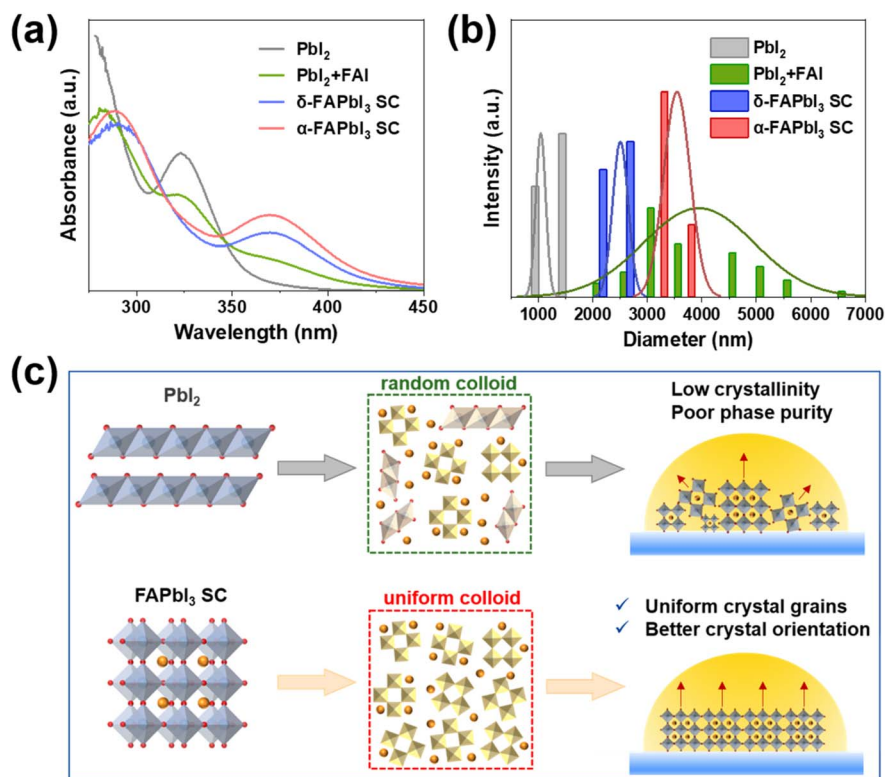 (a)
PbI₂
PbI₂+FAI
δ-FAPbI₃ SC
α-FAPbI₃ SC
Absorbance (a.u.)
300
350
400
450
Wavelength (nm)
(b)
PbI₂
PbI₂+FAI
δ-FAPbI₃ SC
α-FAPbI₃ SC
Intensity (a.u.)
1000
2000
3000
4000
5000
6000
7000
Diameter (nm)
(c)
PbI₂
random colloid
Low crystallinity
Poor phase purity
FAPbI₃ SC
uniform colloid
✓ Uniform crystal grains
✓ Better crystal orientation